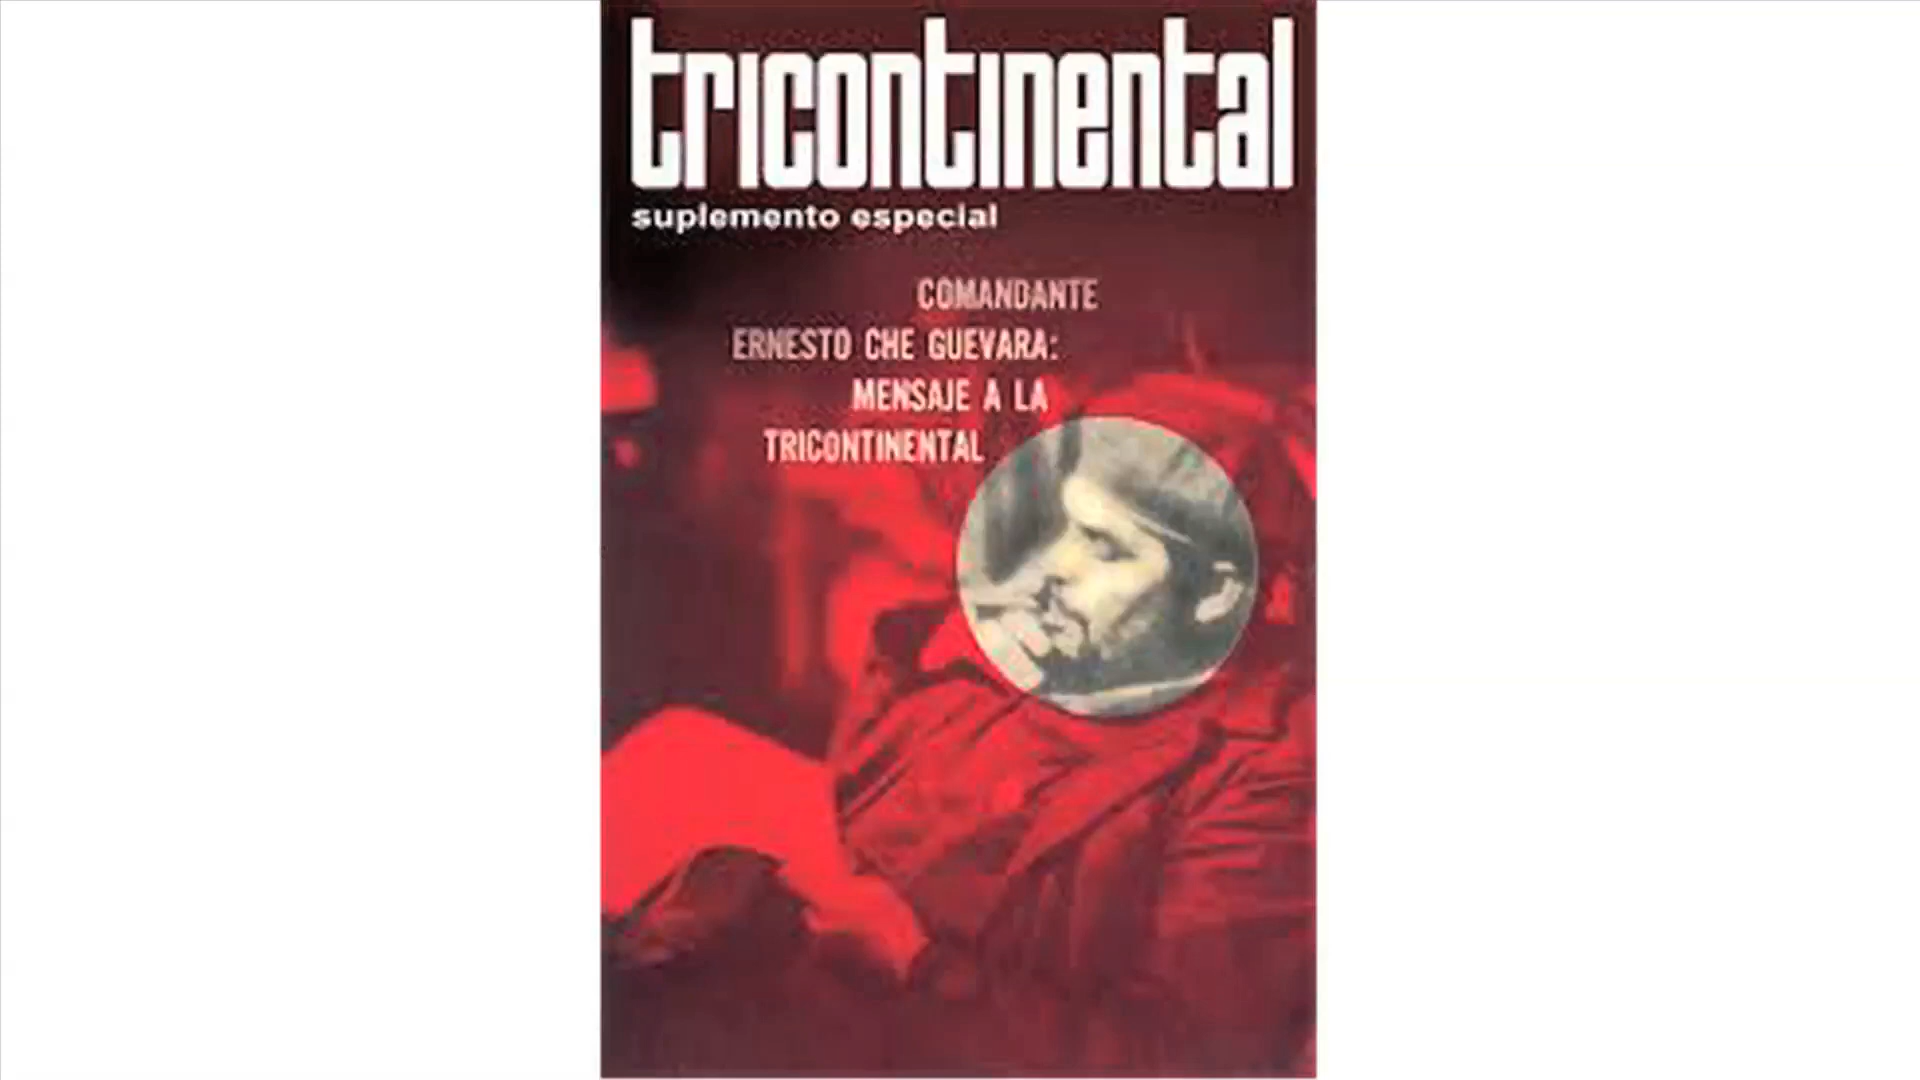 tricontinental
suplemento especial
COMANDANTE
ERNESTO CHE GUEVARA:
MENSAJE A LA
TRICONTINENTAL